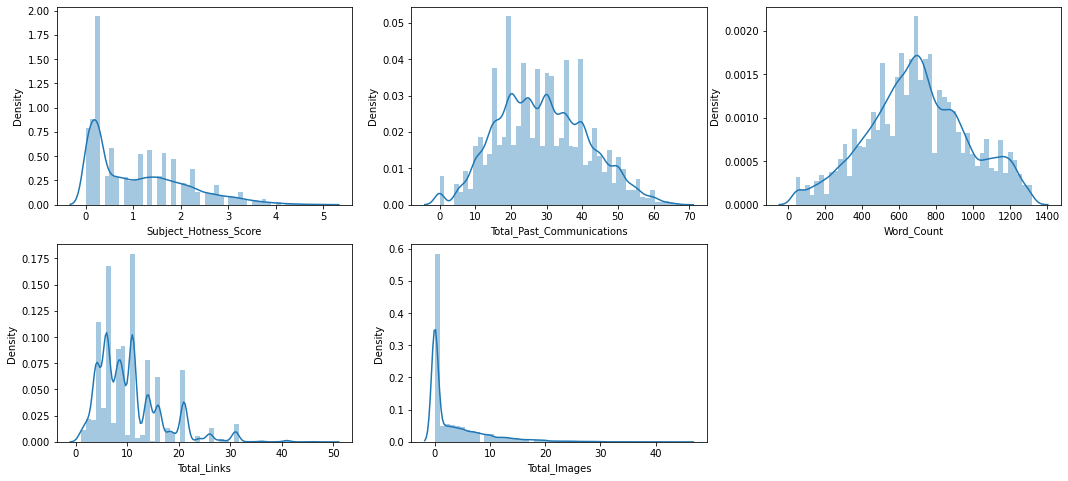 2.00
1.75
1.50
1.25
1.00
0.75
0.50
0.25
0.00
Density
0 1 2 3 4 5
Subject_Hotness_Score
0.05
0.04
0.03
0.02
0.01
0.00
Density
0 10 20 30 40 50 60 70
Total_Past_Communications
0.0020
0.0015
0.0010
0.0005
0.0000
Density
0 200 400 600 800 1000 1200 1400
Word_Count
0.175
0.150
0.125
0.100
0.075
0.050
0.025
0.000
Density
0 10 20 30 40 50
Total_Links
0.6
0.5
0.4
0.3
0.2
0.1
0.0
Density
0 10 20 30 40
Total_Images